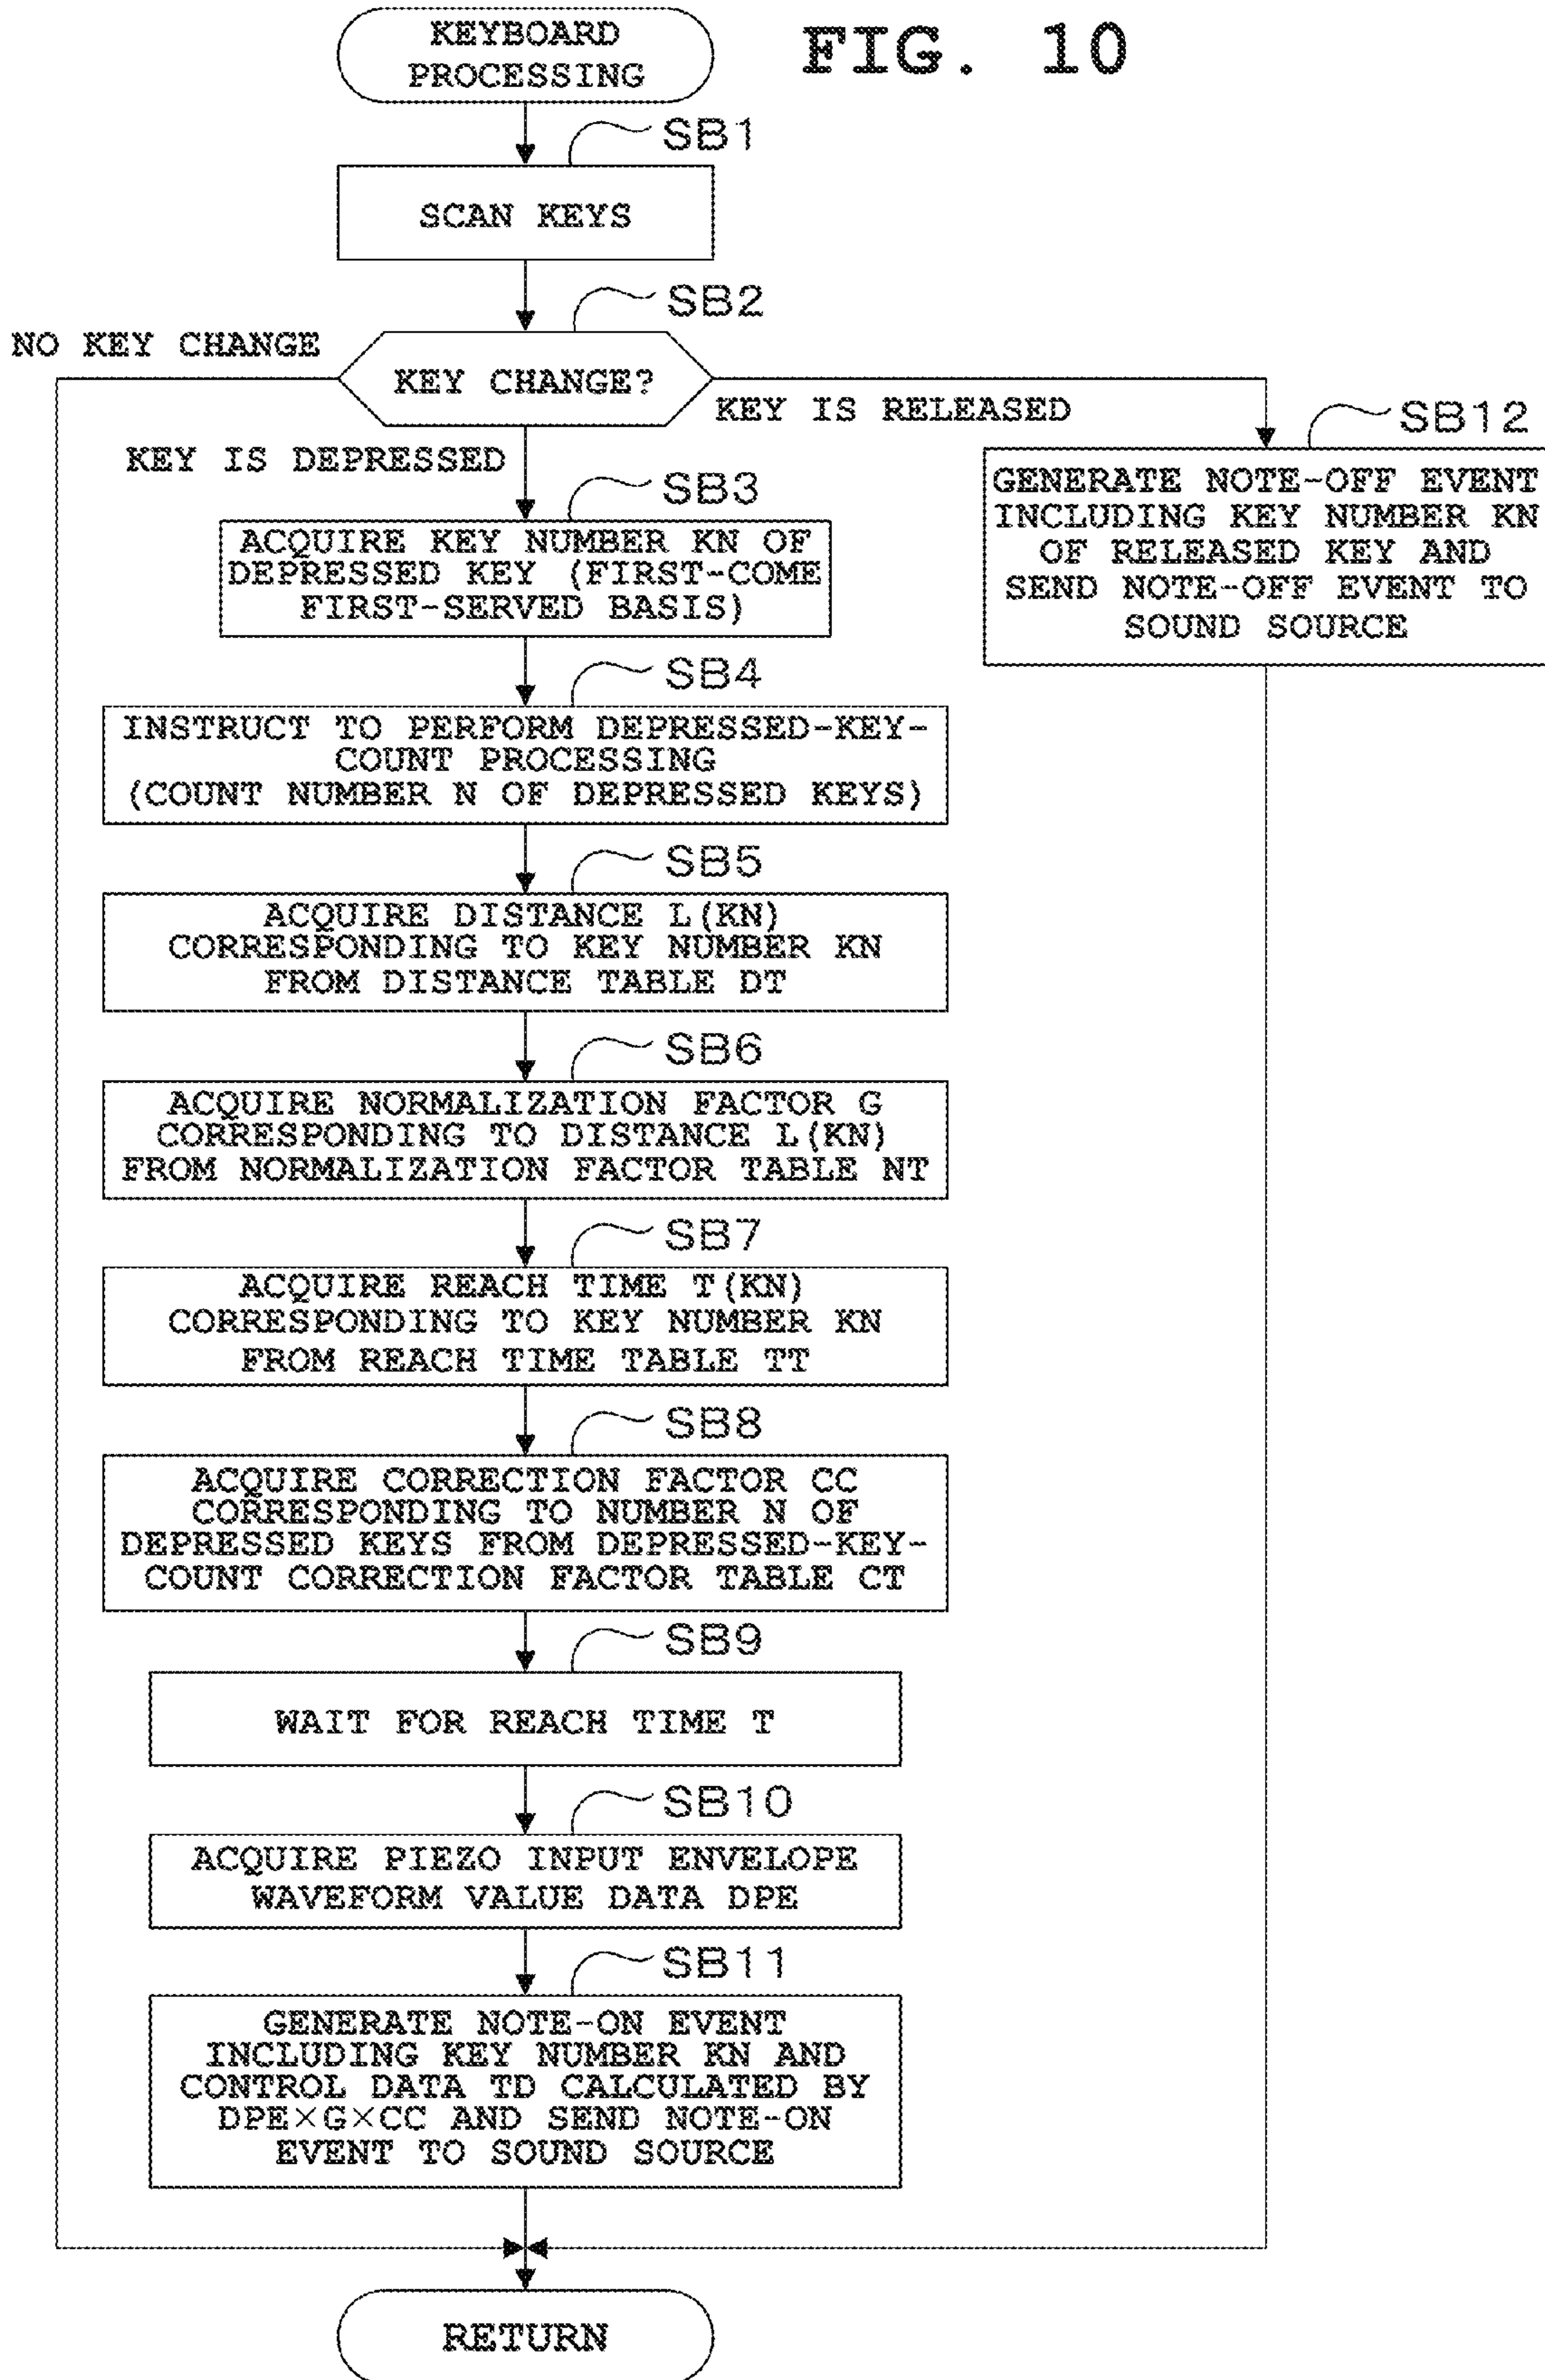 KEYBOARD
PROCESSING
FIG. 10
SB1
SCAN KEYS
SB2
NO KEY CHANGE
KEY CHANGE?
KEY IS RELEASED
KEY IS DEPRESSED
SB12
GENERATE NOTE-OFF EVENT
INCLUDING KEY NUMBER KN
OF RELEASED KEY AND
SEND NOTE-OFF EVENT TO
SOUND SOURCE
SB3
ACQUIRE KEY NUMBER KN OF
DEPRESSED KEY (FIRST-COME
FIRST-SERVED BASIS)
SB4
INSTRUCT TO PERFORM DEPRESSED-KEY-
COUNT PROCESSING
(COUNT NUMBER N OF DEPRESSED KEYS)
SB5
ACQUIRE DISTANCE L(KN)
CORRESPONDING TO KEY NUMBER KN
FROM DISTANCE TABLE DT
SB6
ACQUIRE NORMALIZATION FACTOR G
CORRESPONDING TO DISTANCE L(KN)
FROM NORMALIZATION FACTOR TABLE NT
SB7
ACQUIRE REACH TIME T(KN)
CORRESPONDING TO KEY NUMBER KN
FROM REACH TIME TABLE TT
SB8
ACQUIRE CORRECTION FACTOR CC
CORRESPONDING TO NUMBER N OF
DEPRESSED KEYS FROM DEPRESSED-KEY-
COUNT CORRECTION FACTOR TABLE CT
SB9
WAIT FOR REACH TIME T
SB10
ACQUIRE PIEZO INPUT ENVELOPE
WAVEFORM VALUE DATA DPE
SB11
GENERATE NOTE-ON EVENT
INCLUDING KEY NUMBER KN AND
CONTROL DATA TD CALCULATED BY
DPE×G×CC AND SEND NOTE-ON
EVENT TO SOUND SOURCE
RETURN